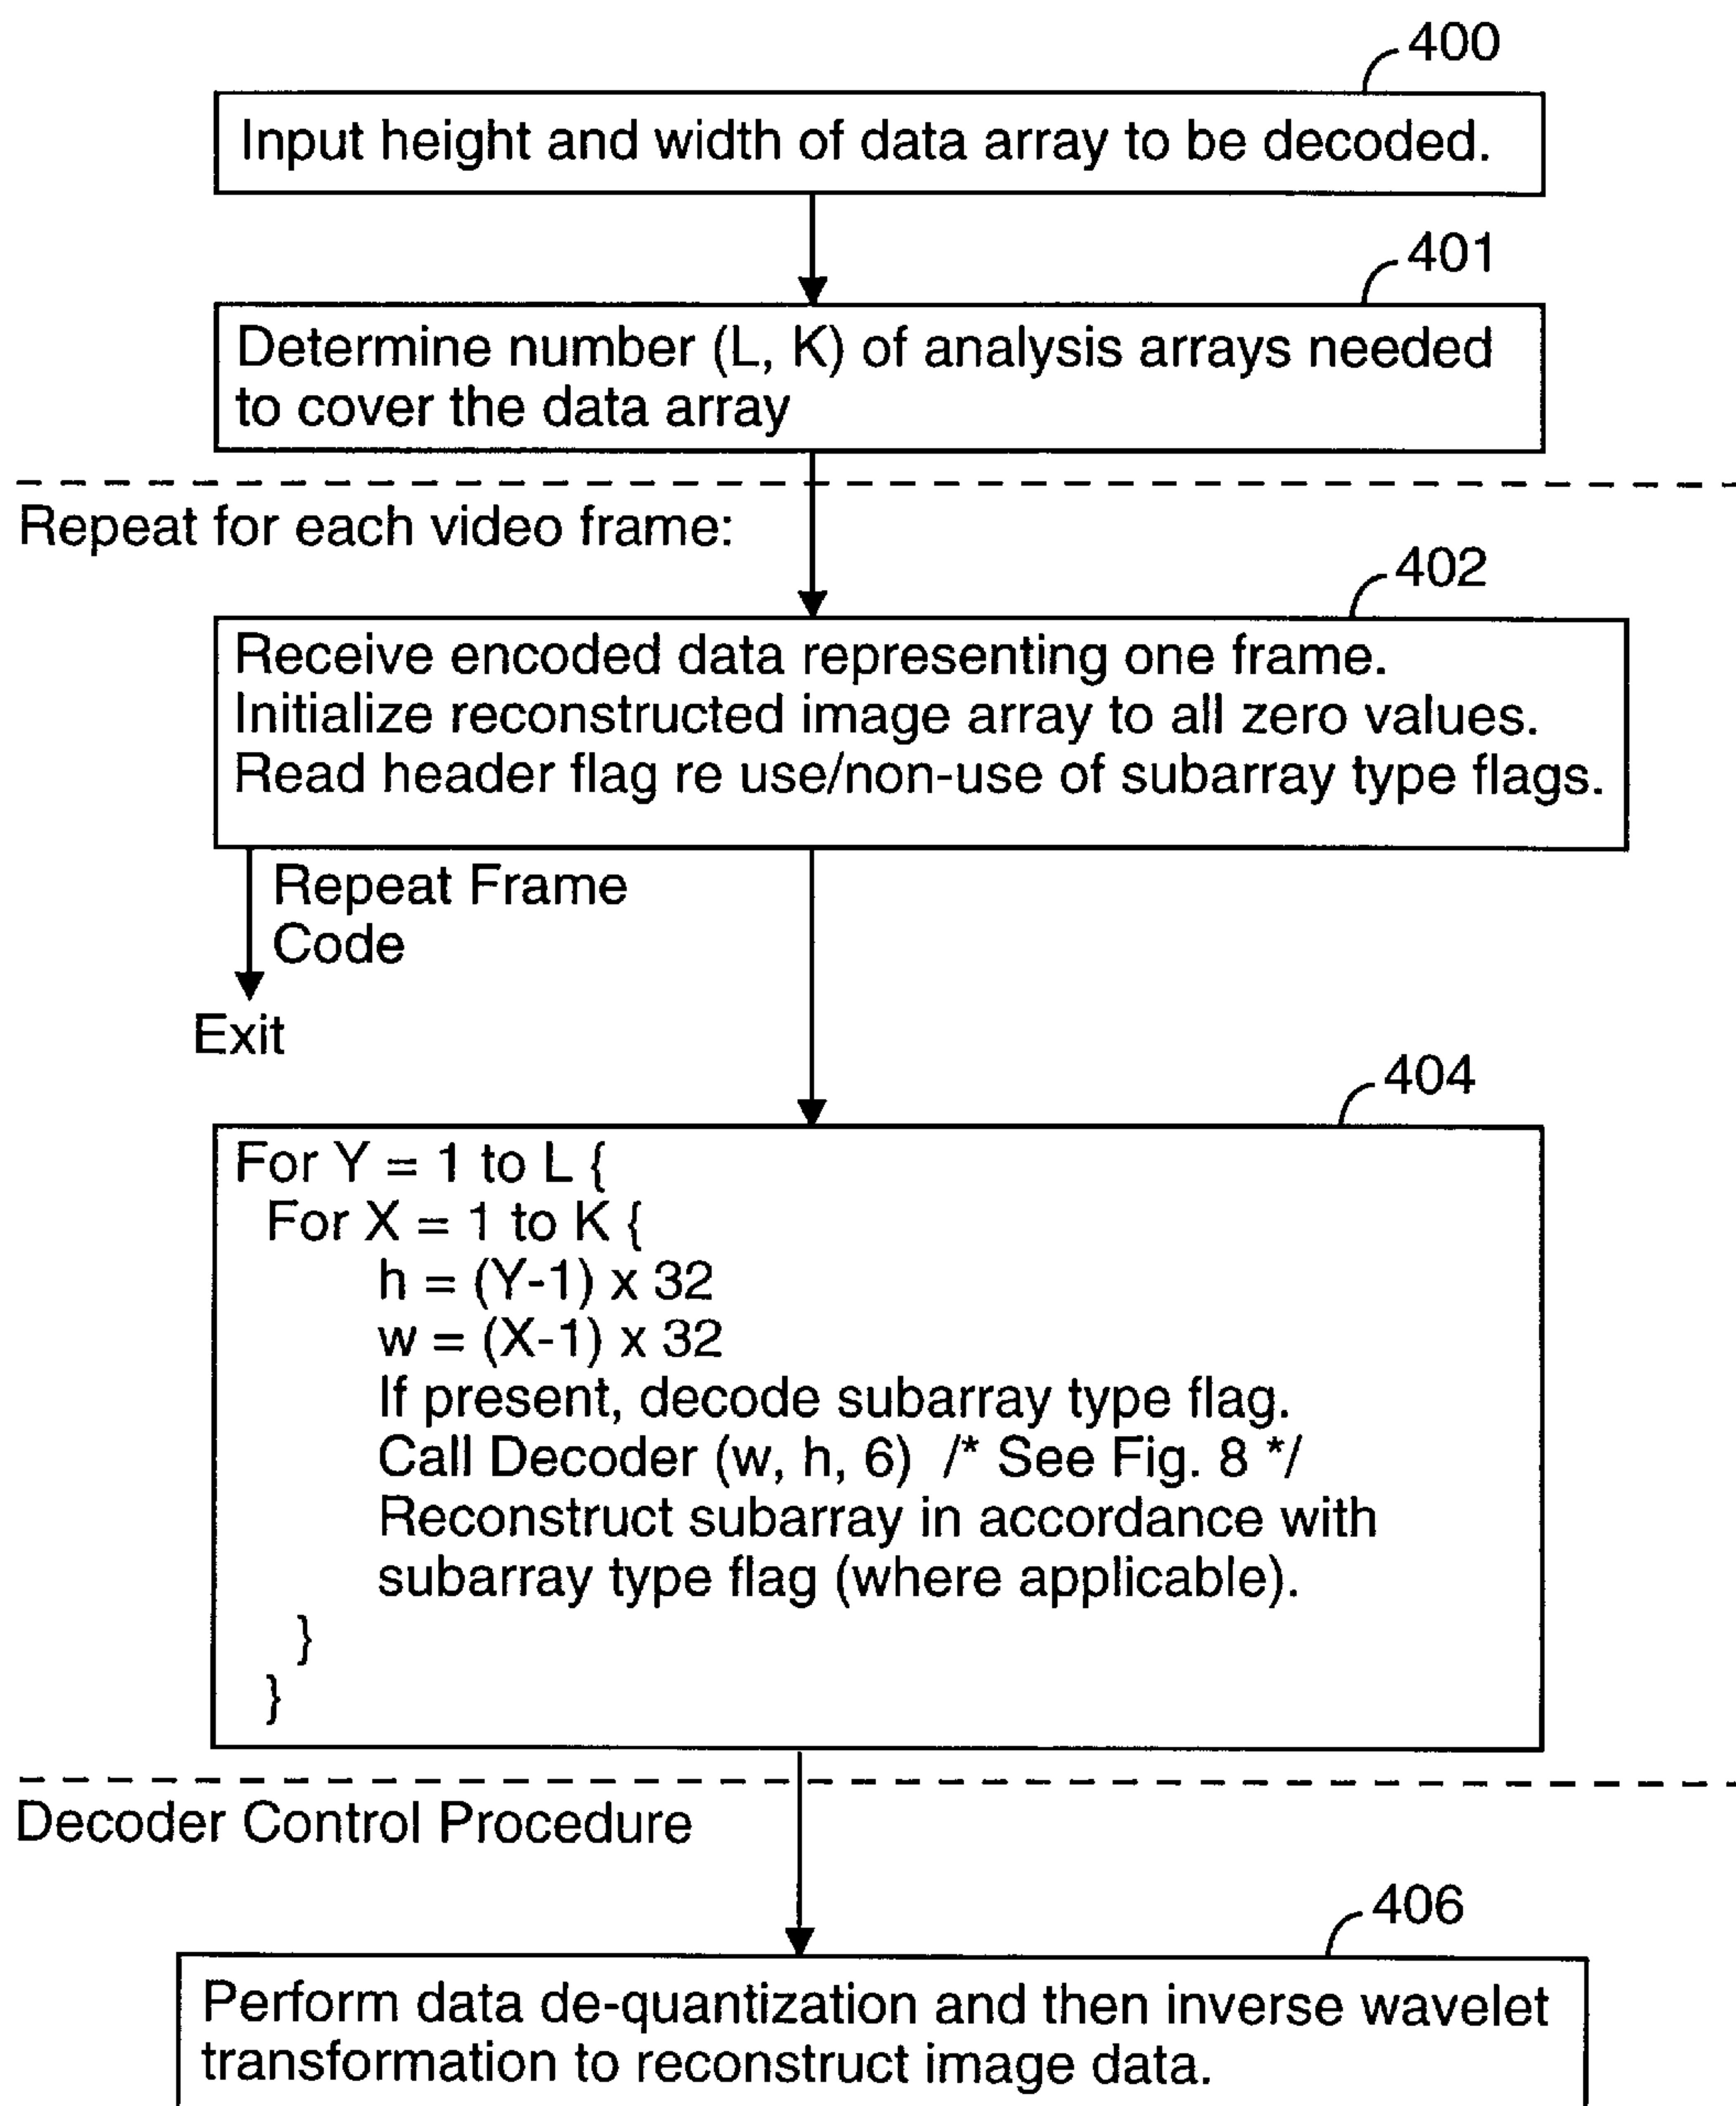 400
Input height and width of data array to be decoded.
401
Determine number (L, K) of analysis arrays needed
to cover the data array
Repeat for each video frame:
402
Receive encoded data representing one frame.
Initialize reconstructed image array to all zero values.
Read header flag re use/non-use of subarray type flags.
Repeat Frame
Code
Exit
404
For Y = 1 to L {
For X = 1 to K {
h = (Y-1) x 32
w = (X-1) x 32
If present, decode subarray type flag.
Call Decoder (w, h, 6) /* See Fig. 8 */
Reconstruct subarray in accordance with
subarray type flag (where applicable).
}
}
Decoder Control Procedure
406
Perform data de-quantization and then inverse wavelet
transformation to reconstruct image data.